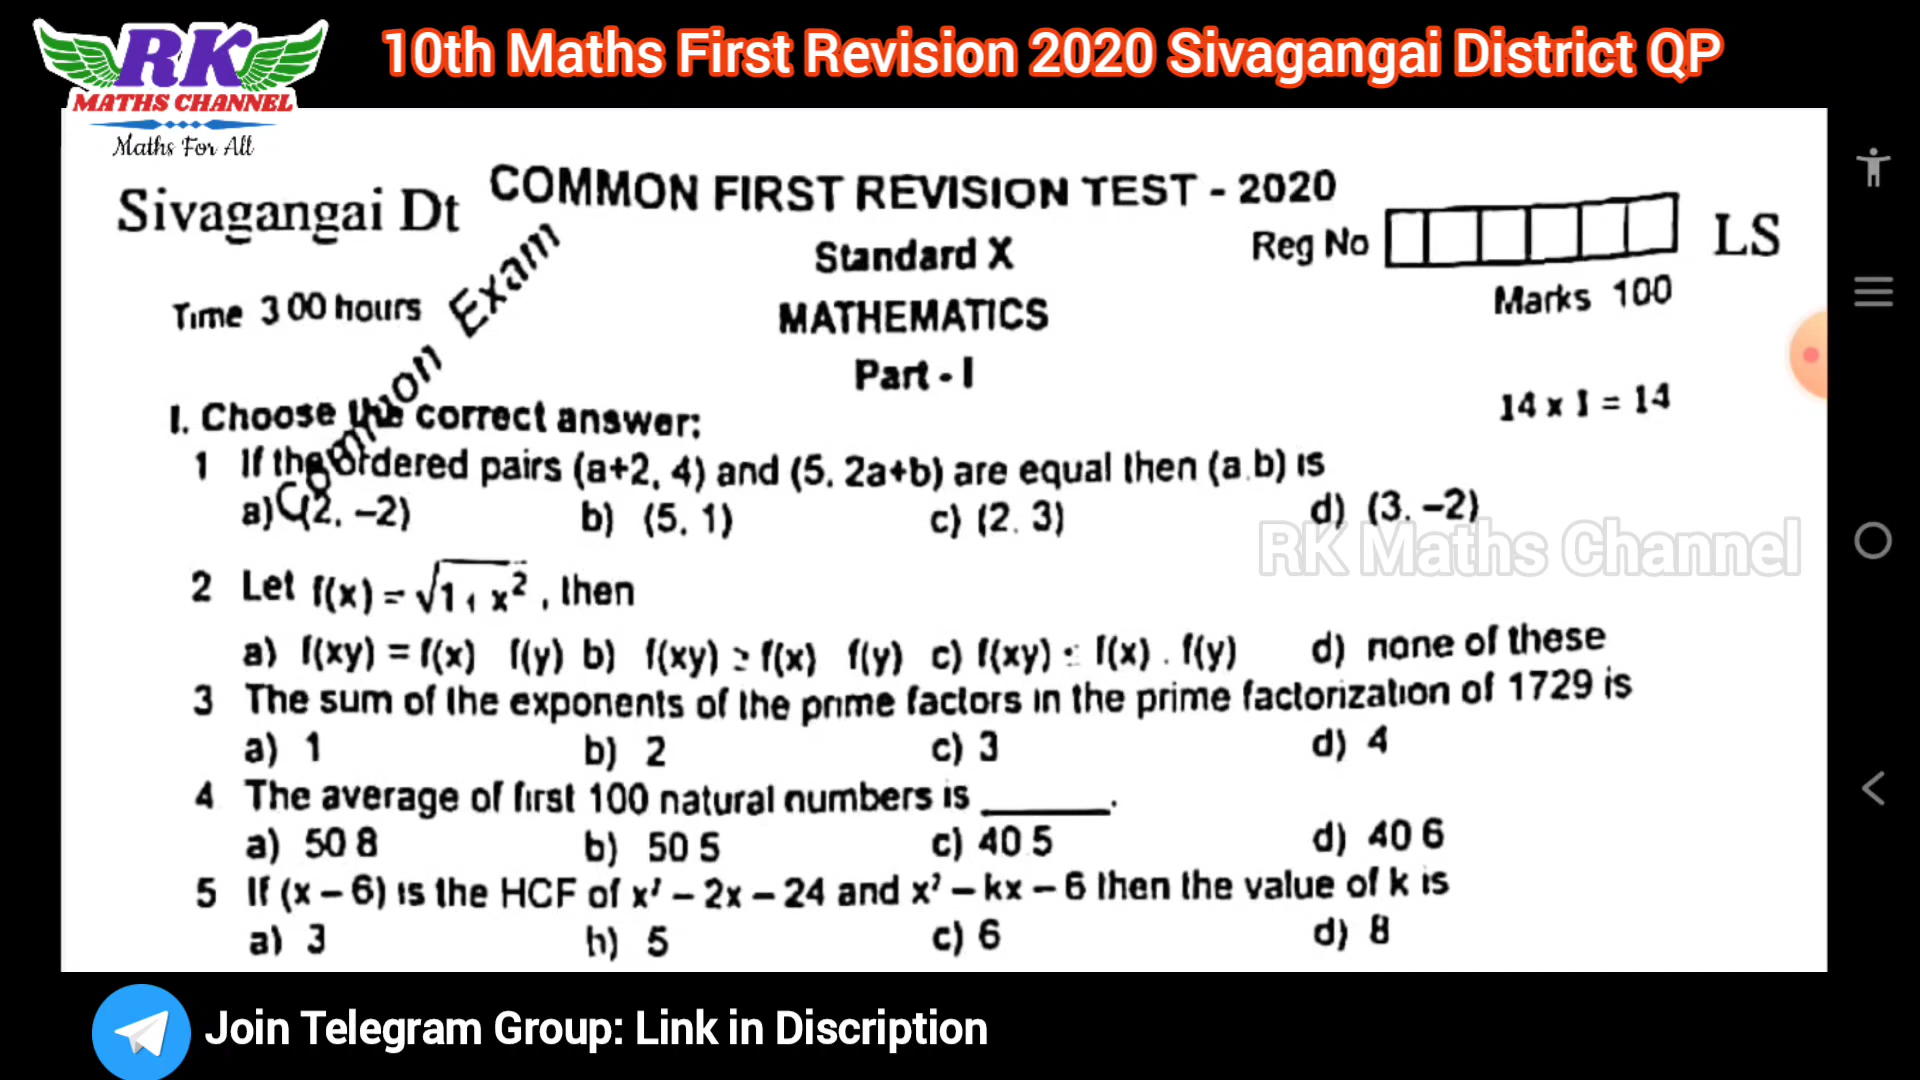 RK
MATHS CHANNEL
Maths For All
10th Maths First Revision 2020 Sivagangai District QP
Sivagangai Dt
COMMON FIRST REVISION TEST - 2020
Standard X
Reg No
LS
Time 3 00 hours
Common Exam
MATHEMATICS
Marks 100
Part - I
I. Choose the correct answer:
14 x 1 = 14
1 If the ordered pairs (a+2, 4) and (5, 2a+b) are equal then (a b) is
a) (2, –2) b) (5, 1) c) (2, 3) d) (3, –2)
RK Maths Channel
2 Let f(x) = √1 + x², then
a) f(xy) = f(x) f(y) b) f(xy) ≥ f(x) f(y) c) f(xy) ≤ f(x) . f(y) d) none of these
3 The sum of the exponents of the prime factors in the prime factorization of 1729 is
a) 1 b) 2 c) 3 d) 4
4 The average of first 100 natural numbers is ______.
a) 50 8 b) 50 5 c) 40 5 d) 40 6
5 If (x – 6) is the HCF of x² – 2x – 24 and x² – kx – 6 then the value of k is
a) 3 b) 5 c) 6 d) 8
Join Telegram Group: Link in Discription